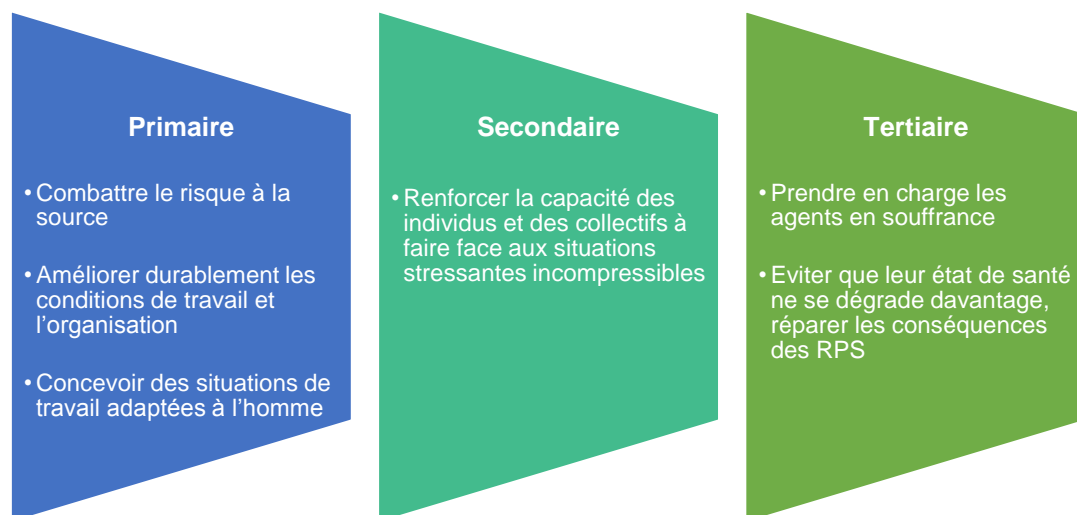 Primaire
• Combattre le risque à la
source
• Améliorer durablement les
conditions de travail et
l’organisation
• Concevoir des situations de
travail adaptées à l’homme
Secondaire
• Renforcer la capacité des
individus et des collectifs à
faire face aux situations
stressantes incompressibles
Tertiaire
• Prendre en charge les
agents en souffrance
• Eviter que leur état de santé
ne se dégrade davantage,
réparer les conséquences
des RPS